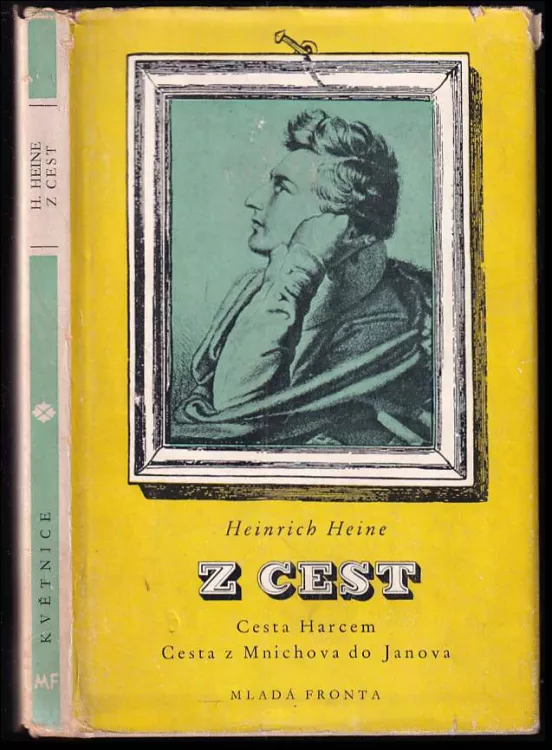 H. HEINE
Z CEST
KVĚTNICE
MF
Heinrich Heine
Z CEST
Cesta Harcem
Cesta z Mnichova do Janova
MLADÁ FRONTA